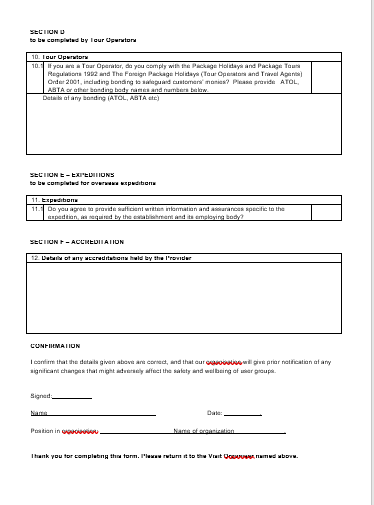 SECTION D
to be completed by Tour Operators
10. Tour Operators
10.1 If you are a Tour Operator, do you comply with the Package Holidays and Package Tours
Regulations 1992 and The Foreign Package Holidays (Tour Operators and Travel Agents)
Order 2001, including bonding to safeguard customers' monies? Please provide ATOL,
ABTA or other bonding body names and numbers below.
Details of any bonding (ATOL, ABTA etc)
SECTION E – EXPEDITIONS
to be completed for overseas expeditions
11. Expeditions
11.1 Do you agree to provide sufficient written information and assurances specific to the
expedition, as required by the establishment and its employing body?
SECTION F – ACCREDITATION
12. Details of any accreditations held by the Provider
CONFIRMATION
I confirm that the details given above are correct, and that our organisation will give prior notification of any
significant changes that might adversely affect the safety and wellbeing of user groups.
Signed:
Name Date:
Position in organisation: Name of organization
Thank you for completing this form. Please return it to the Visit Organiser named above.